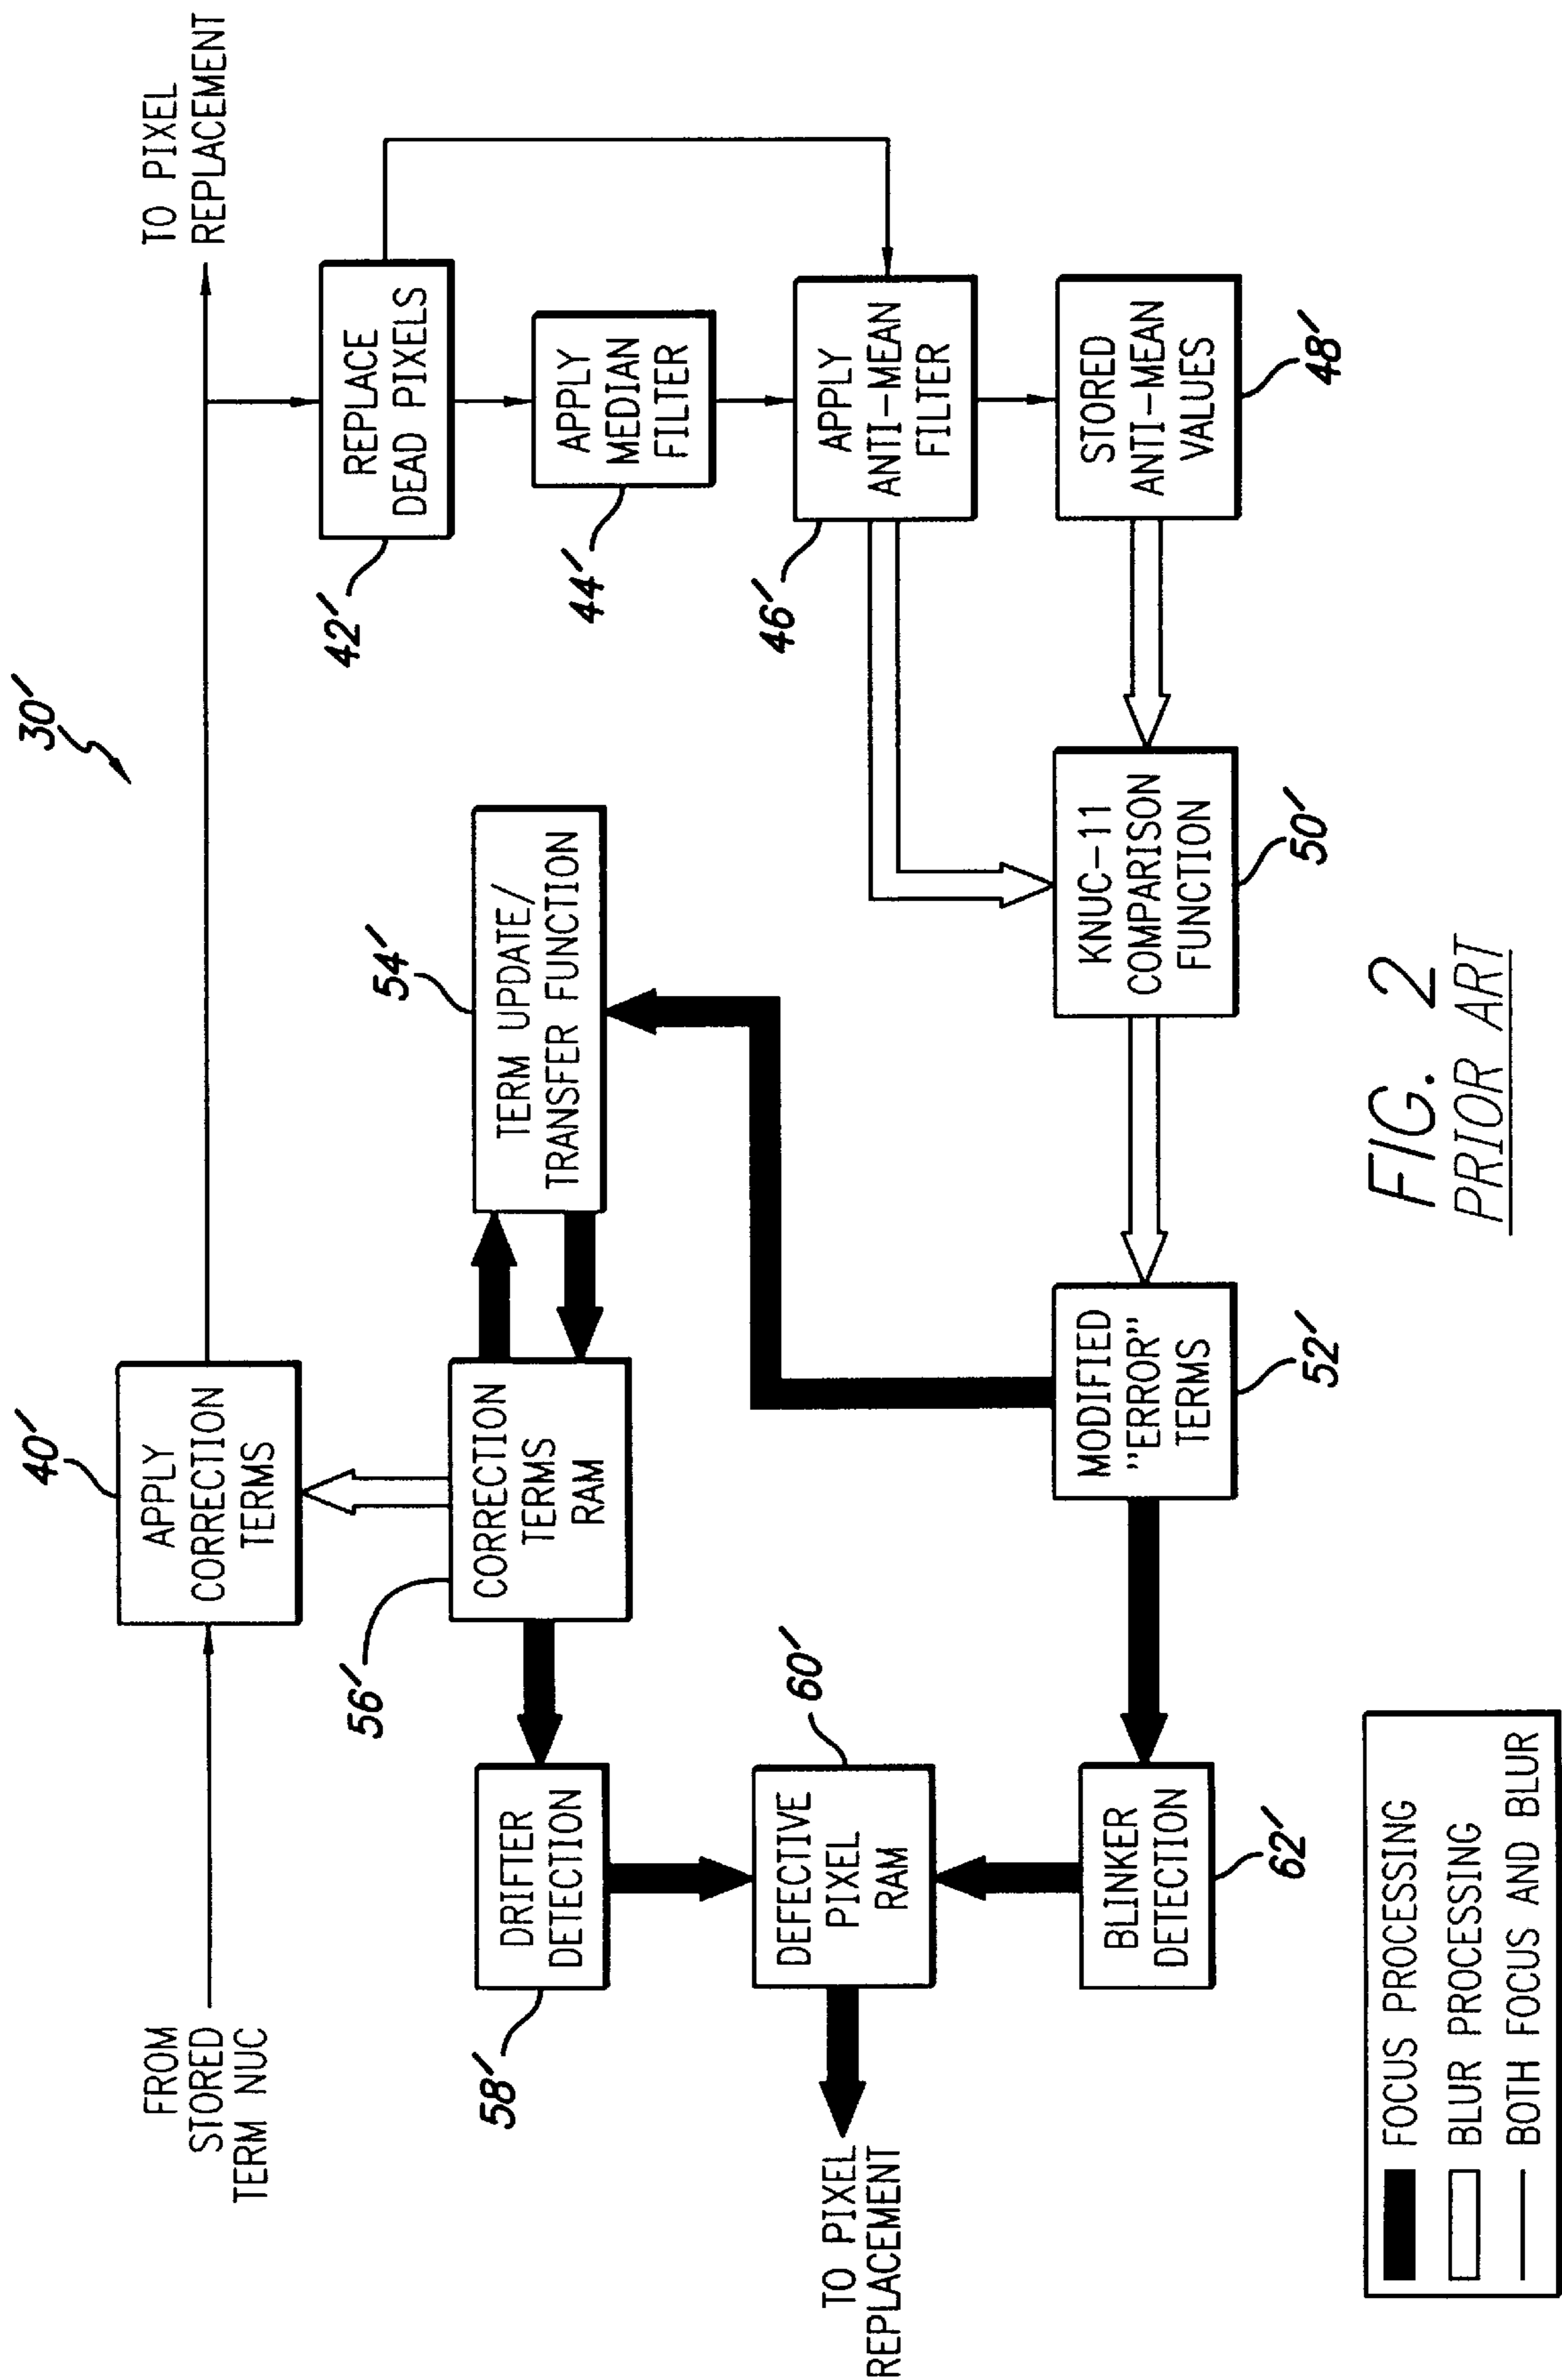 30'
FROM
STORED
TERM NUC
40'
APPLY
CORRECTION
TERMS
TO PIXEL
REPLACEMENT
42'
REPLACE
DEAD PIXELS
44'
APPLY
MEDIAN
FILTER
46'
APPLY
ANTI-MEAN
FILTER
STORED
ANTI-MEAN
VALUES
48'
54'
TERM UPDATE/
TRANSFER FUNCTION
56'
CORRECTION
TERMS
RAM
58'
DRIFTER
DETECTION
60'
DEFECTIVE
PIXEL
RAM
TO PIXEL
REPLACEMENT
BLINKER
DETECTION
62'
MODIFIED
"ERROR"
TERMS
52'
KNUC-11
COMPARISON
FUNCTION
50'
FOCUS PROCESSING
BLUR PROCESSING
BOTH FOCUS AND BLUR
FIG. 2
PRIOR ART